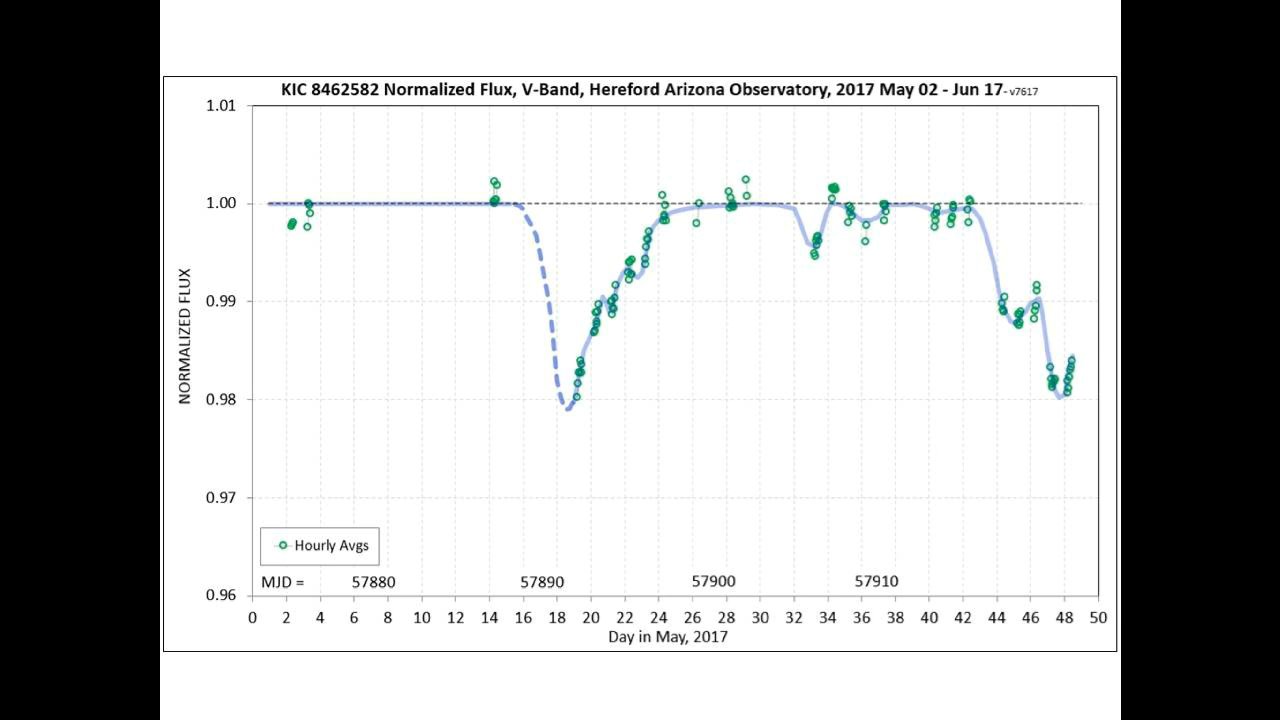 KIC 8462582 Normalized Flux, V-Band, Hereford Arizona Observatory, 2017 May 02 - Jun 17 - v7617
1.01
1.00
0.99
0.98
0.97
0.96
NORMALIZED FLUX
Hourly Avgs
MJD = 57880 57890 57900 57910
0 2 4 6 8 10 12 14 16 18 20 22 24 26 28 30 32 34 36 38 40 42 44 46 48 50
Day in May, 2017